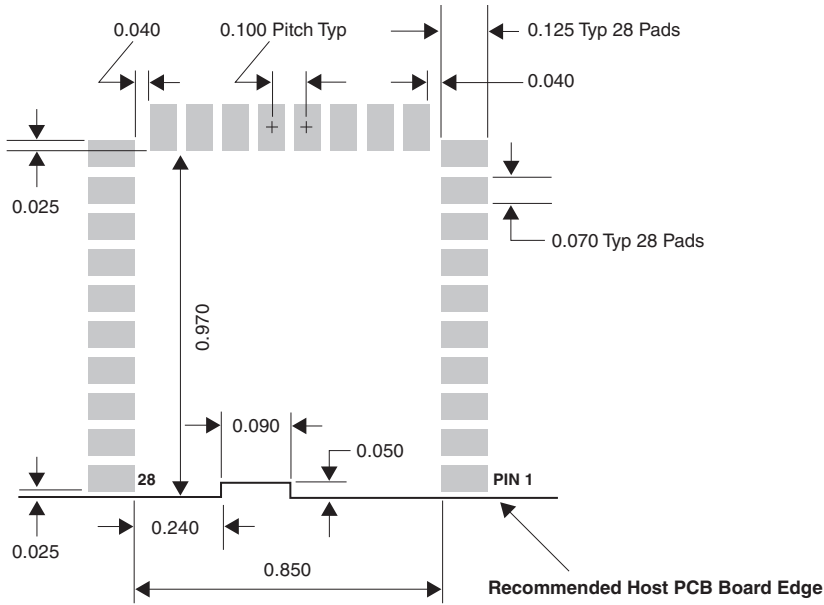 0.040
0.100 Pitch Typ
0.125 Typ 28 Pads
0.040
0.025
0.070 Typ 28 Pads
0.970
0.090
0.050
28
PIN 1
0.025
0.240
0.850
Recommended Host PCB Board Edge